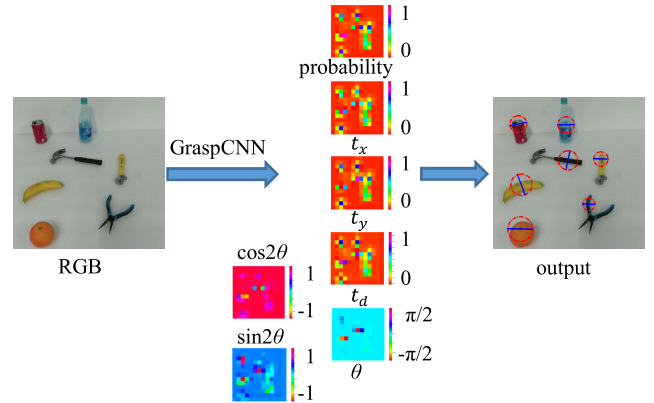 1
0
probability
1
0
t_x
1
0
t_y
1
0
t_d
π/2
-π/2
θ
cos2θ
1
-1
sin2θ
1
-1
GraspCNN
RGB
output